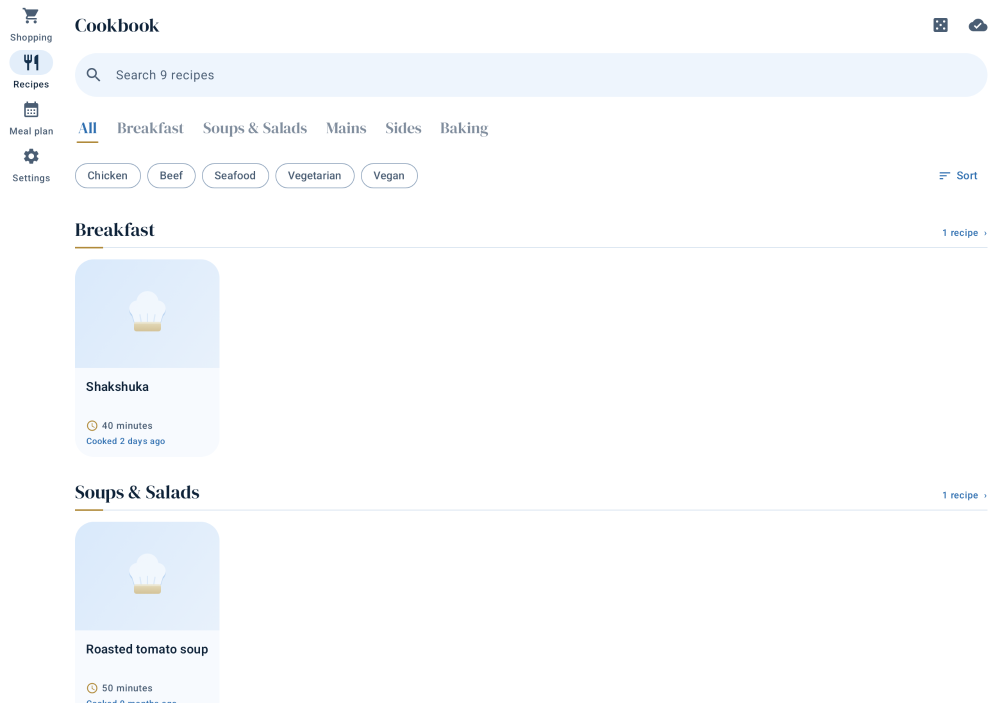 Shopping
Recipes
Meal plan
Settings
Cookbook
Search 9 recipes
All Breakfast Soups & Salads Mains Sides Baking
Chicken Beef Seafood Vegetarian Vegan Sort
Breakfast 1 recipe ›
Shakshuka
40 minutes
Cooked 2 days ago
Soups & Salads 1 recipe ›
Roasted tomato soup
50 minutes